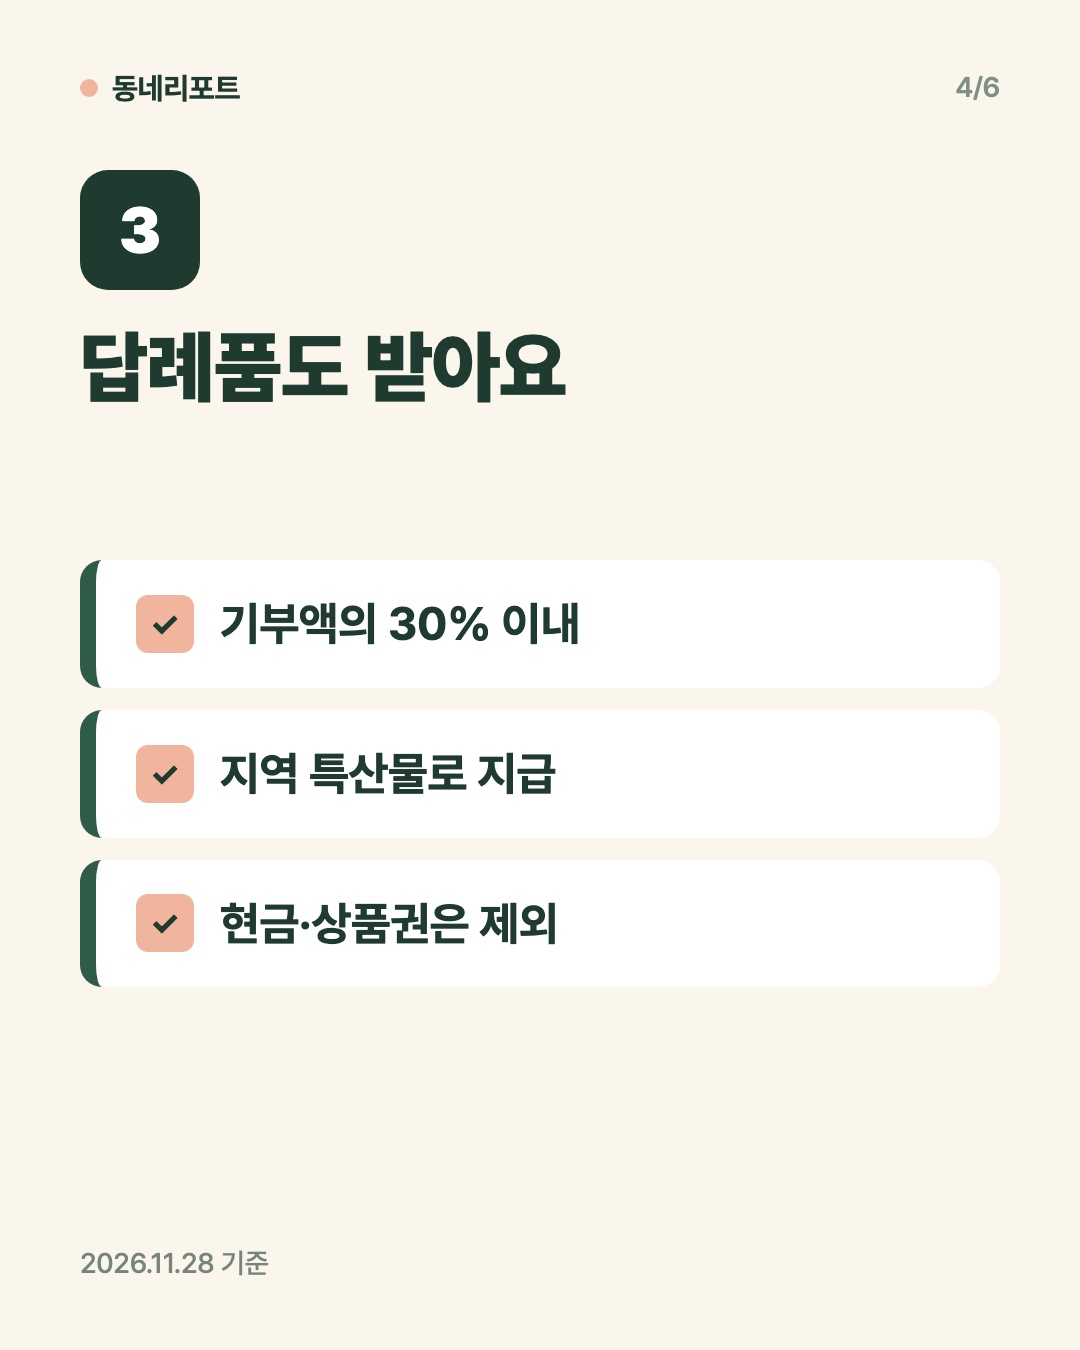 동네리포트
4/6
3
답례품도 받아요
기부액의 30% 이내
지역 특산물로 지급
현금·상품권은 제외
2026.11.28 기준